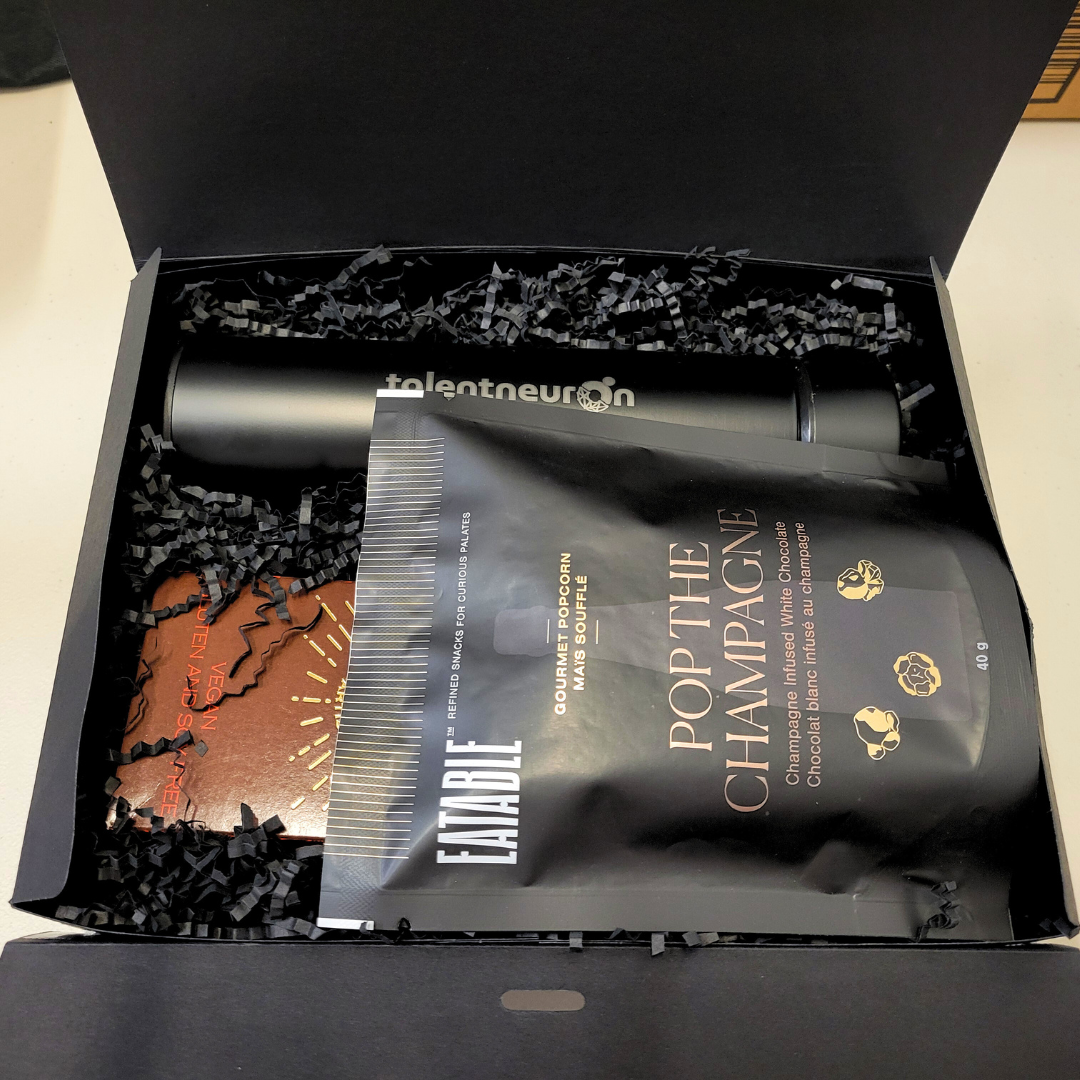 talentneuron
EATABLE™ REFINED SNACKS FOR CURIOUS PALATES
GOURMET POPCORN
MAÏS SOUFFLÉ
POP THE
CHAMPAGNE
Champagne Infused White Chocolate
Chocolat blanc infusé au champagne
40 g
VEGAN
AND